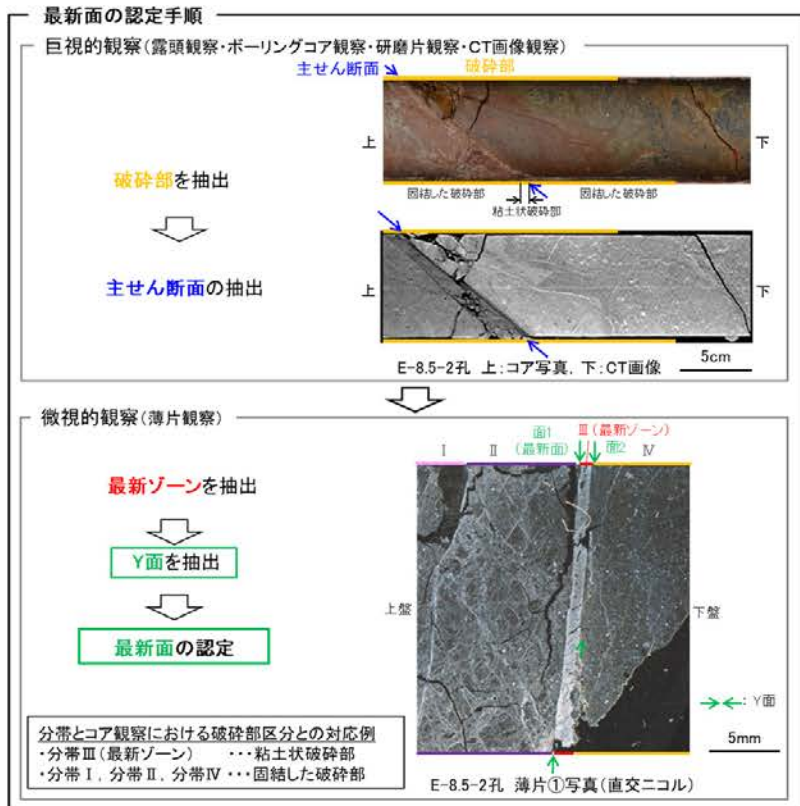 最新面の認定手順
巨視的観察(露頭観察・ボーリングコア観察・研磨片観察・CT画像観察)
主せん断面
破砕部
上
下
固結した破砕部
固結した破砕部
粘土状破砕部
破砕部を抽出
主せん断面の抽出
上
下
E-8.5-2孔 上:コア写真, 下:CT画像
5cm
微視的観察(薄片観察)
面1
(最新面)
Ⅲ(最新ゾーン)
面2
Ⅰ
Ⅱ
Ⅳ
最新ゾーンを抽出
Y面を抽出
最新面の認定
上盤
下盤
:Y面
5mm
分帯とコア観察における破砕部区分との対応例
・分帯Ⅲ(最新ゾーン) ・・・粘土状破砕部
・分帯Ⅰ, 分帯Ⅱ, 分帯Ⅳ ・・・固結した破砕部
E-8.5-2孔 薄片①写真(直交ニコル)